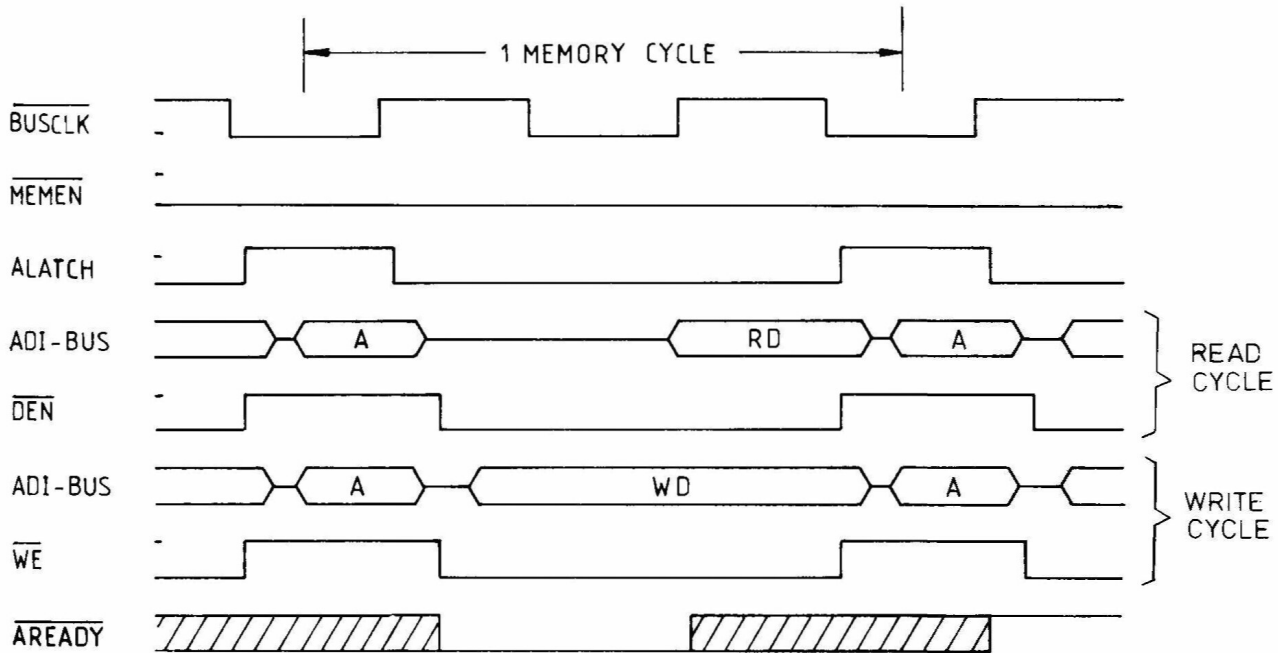 1 MEMORY CYCLE
BUSCLK
MEMEN
ALATCH
ADI-BUS A RD A
READ
CYCLE
DEN
ADI-BUS A WD A
WRITE
CYCLE
WE
AREADY